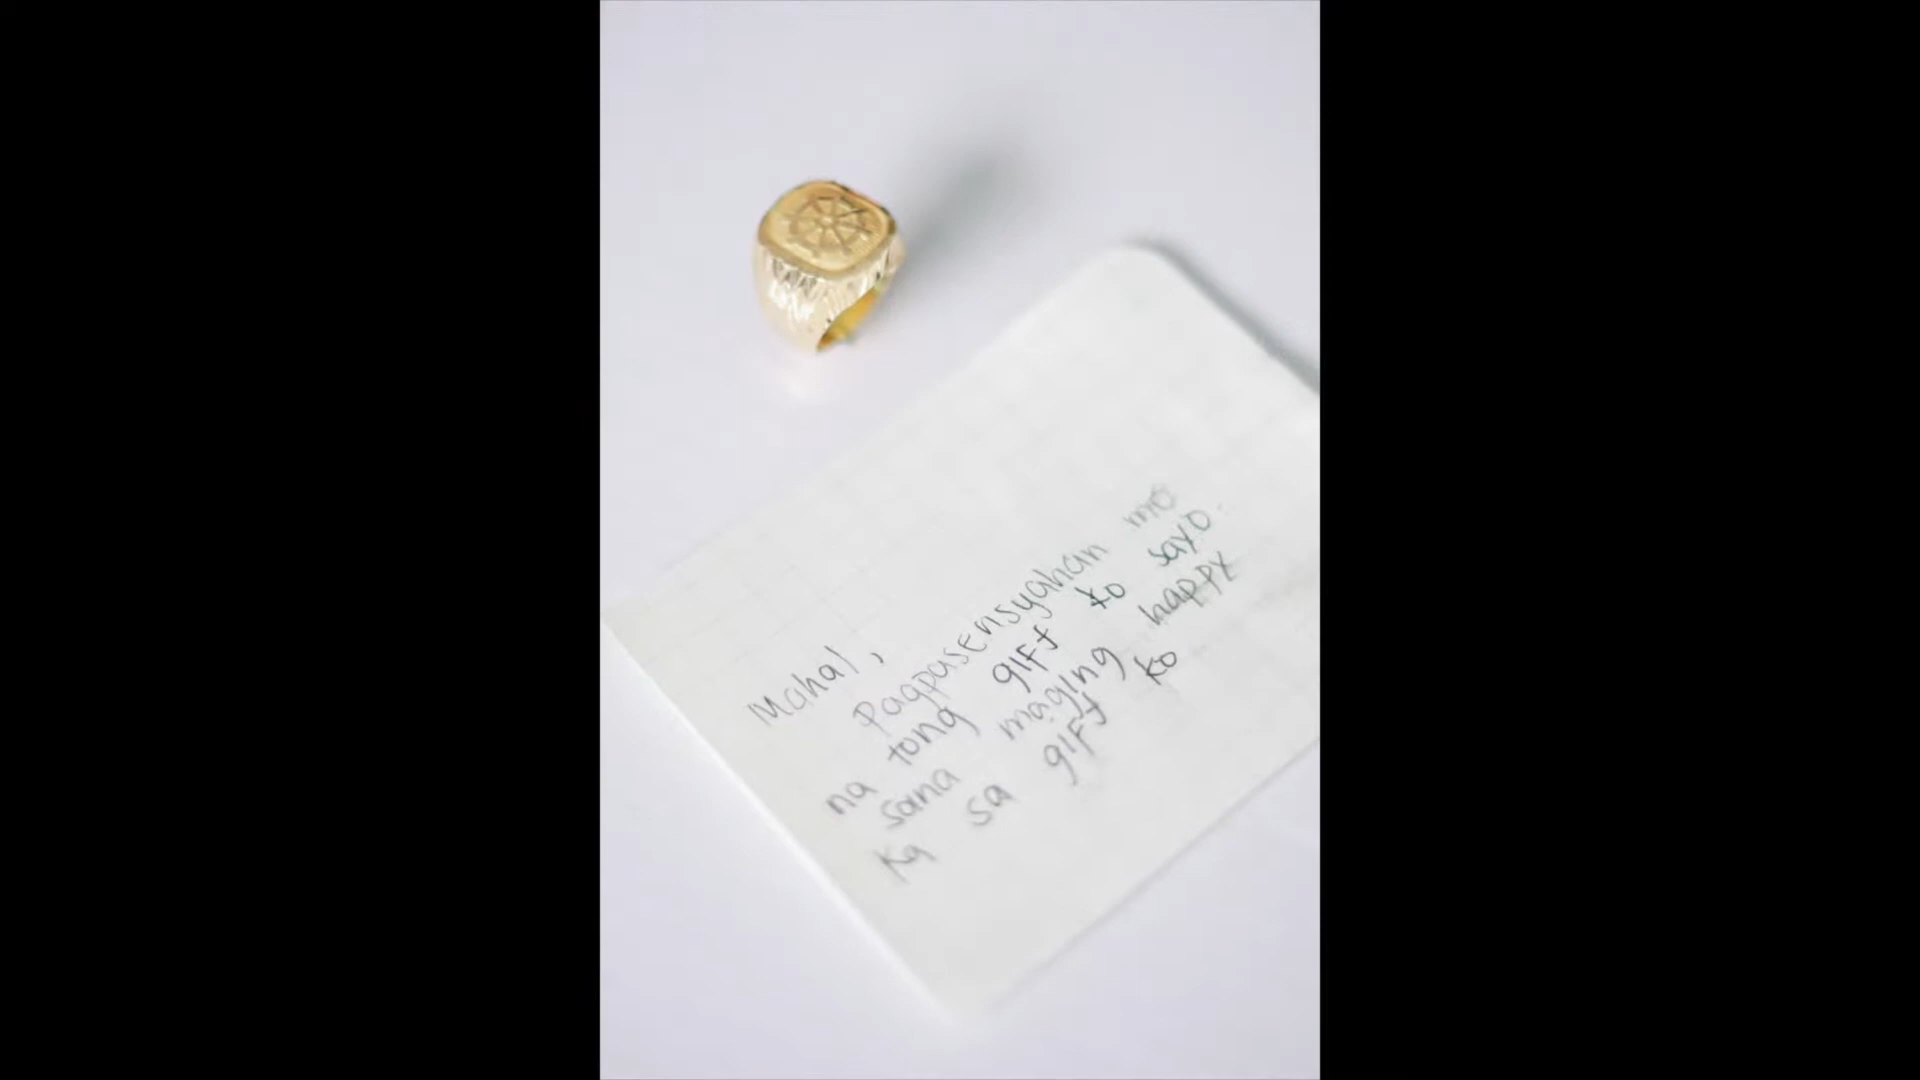 Mahal,
Pagpasensyahan mo
na tong gift ko sayo.
sana maging happy
Ka sa gift ko